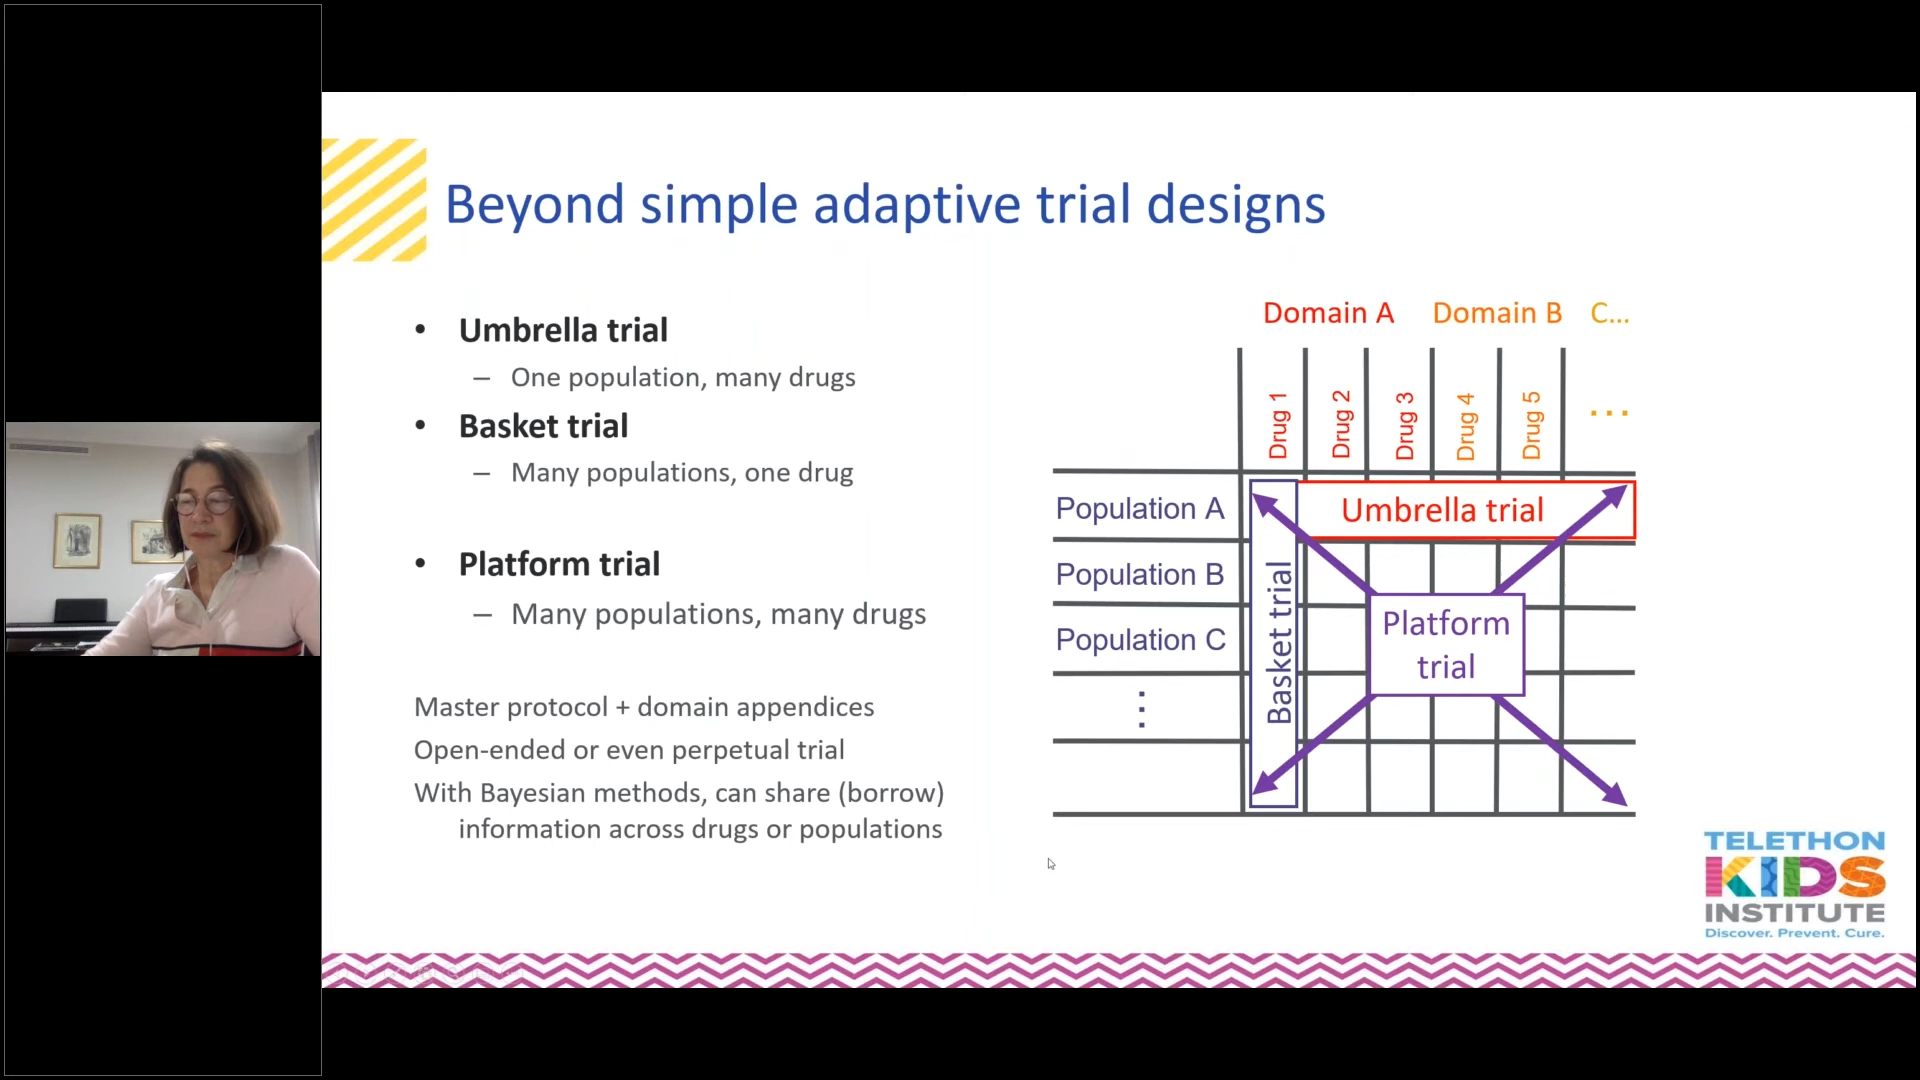 Beyond simple adaptive trial designs
• Umbrella trial
– One population, many drugs
• Basket trial
– Many populations, one drug
• Platform trial
– Many populations, many drugs
Master protocol + domain appendices
Open-ended or even perpetual trial
With Bayesian methods, can share (borrow)
information across drugs or populations
Domain A Domain B C...
Drug 1 Drug 2 Drug 3 Drug 4 Drug 5 ...
Population A
Population B
Population C
⋮
Umbrella trial
Basket trial
Platform
trial
TELETHON
KIDS
INSTITUTE
Discover. Prevent. Cure.